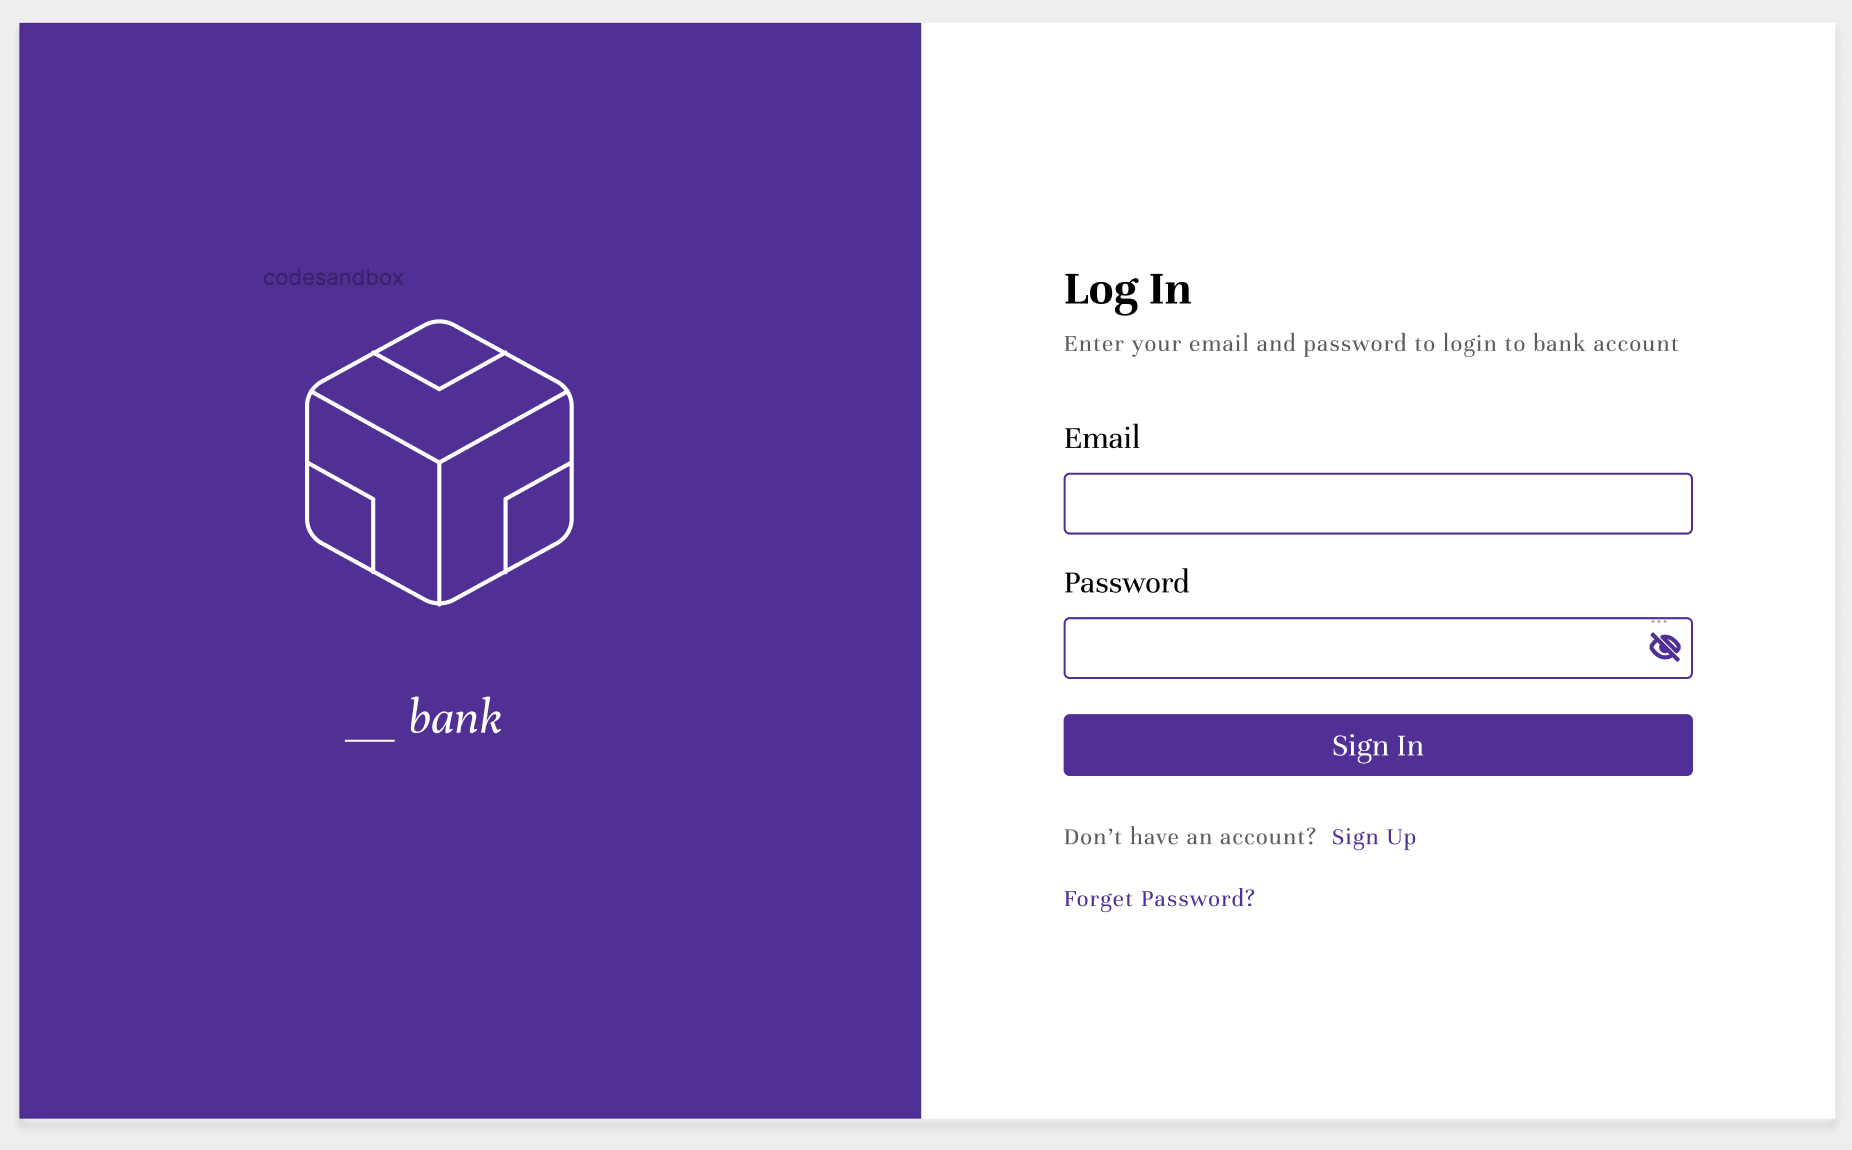 codesandbox
__ bank
Log In
Enter your email and password to login to bank account
Email
Password
Sign In
Don’t have an account? Sign Up
Forget Password?